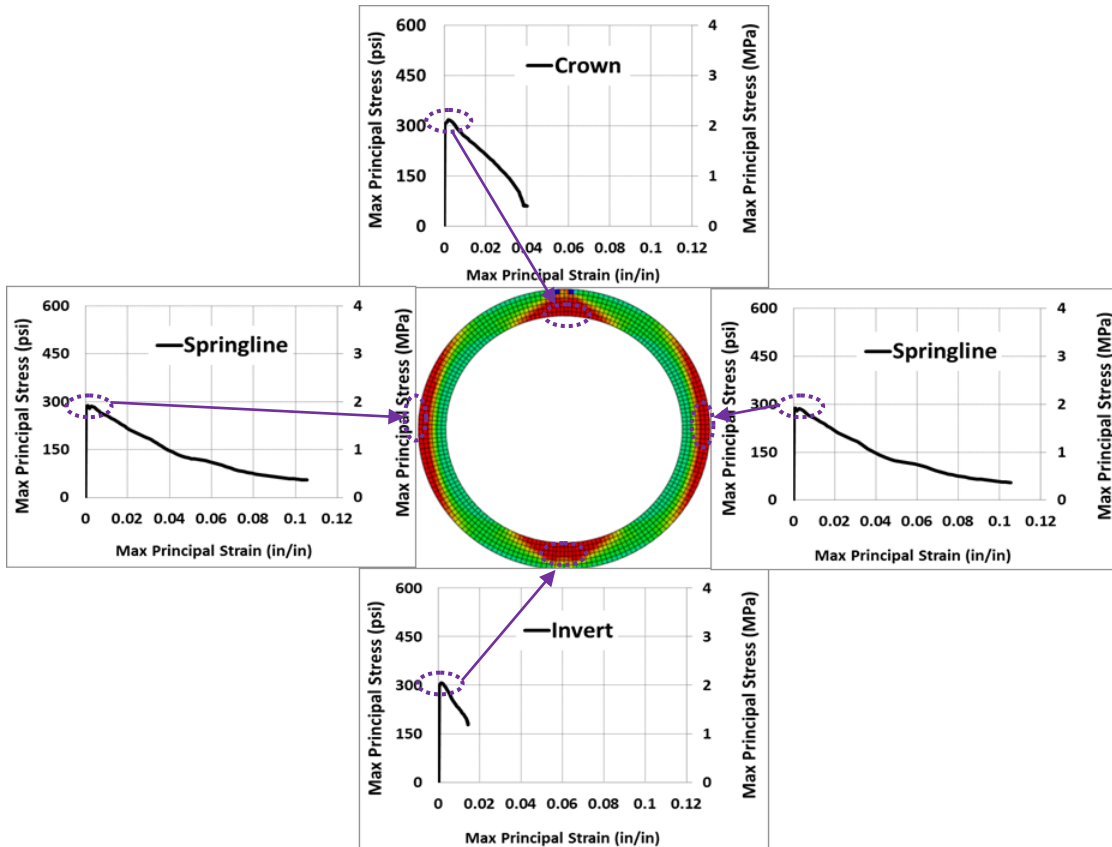 Max Principal Stress (psi)
600
450
300
150
0
Crown
4
3
2
1
0
Max Principal Stress (MPa)
0 0.02 0.04 0.06 0.08 0.1 0.12
Max Principal Strain (in/in)
Max Principal Stress (psi)
600
450
300
150
0
Springline
4
3
2
1
0
Max Principal Stress (MPa)
0 0.02 0.04 0.06 0.08 0.1 0.12
Max Principal Strain (in/in)
Max Principal Stress (psi)
600
450
300
150
0
Springline
4
3
2
1
0
Max Principal Stress (MPa)
0 0.02 0.04 0.06 0.08 0.1 0.12
Max Principal Strain (in/in)
Max Principal Stress (psi)
600
450
300
150
0
Invert
4
3
2
1
0
Max Principal Stress (MPa)
0 0.02 0.04 0.06 0.08 0.1 0.12
Max Principal Strain (in/in)